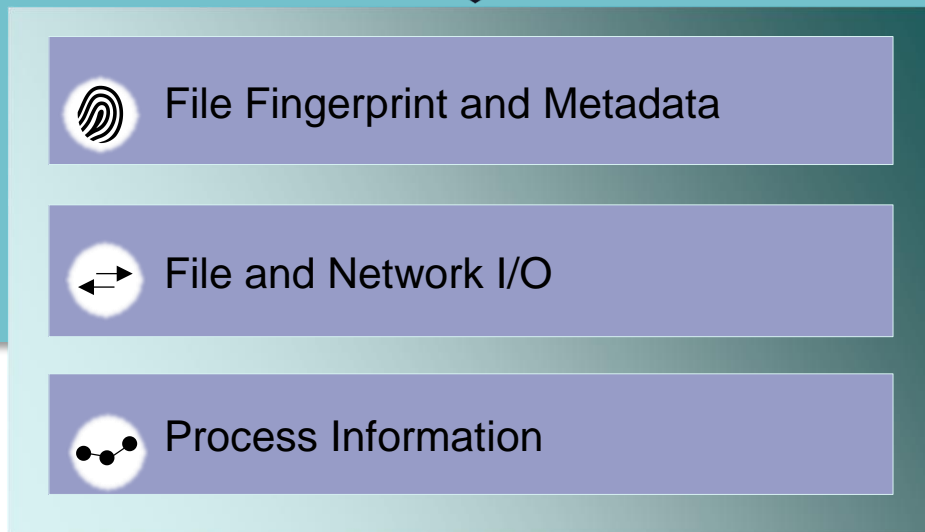 File Fingerprint and Metadata
File and Network I/O
Process Information